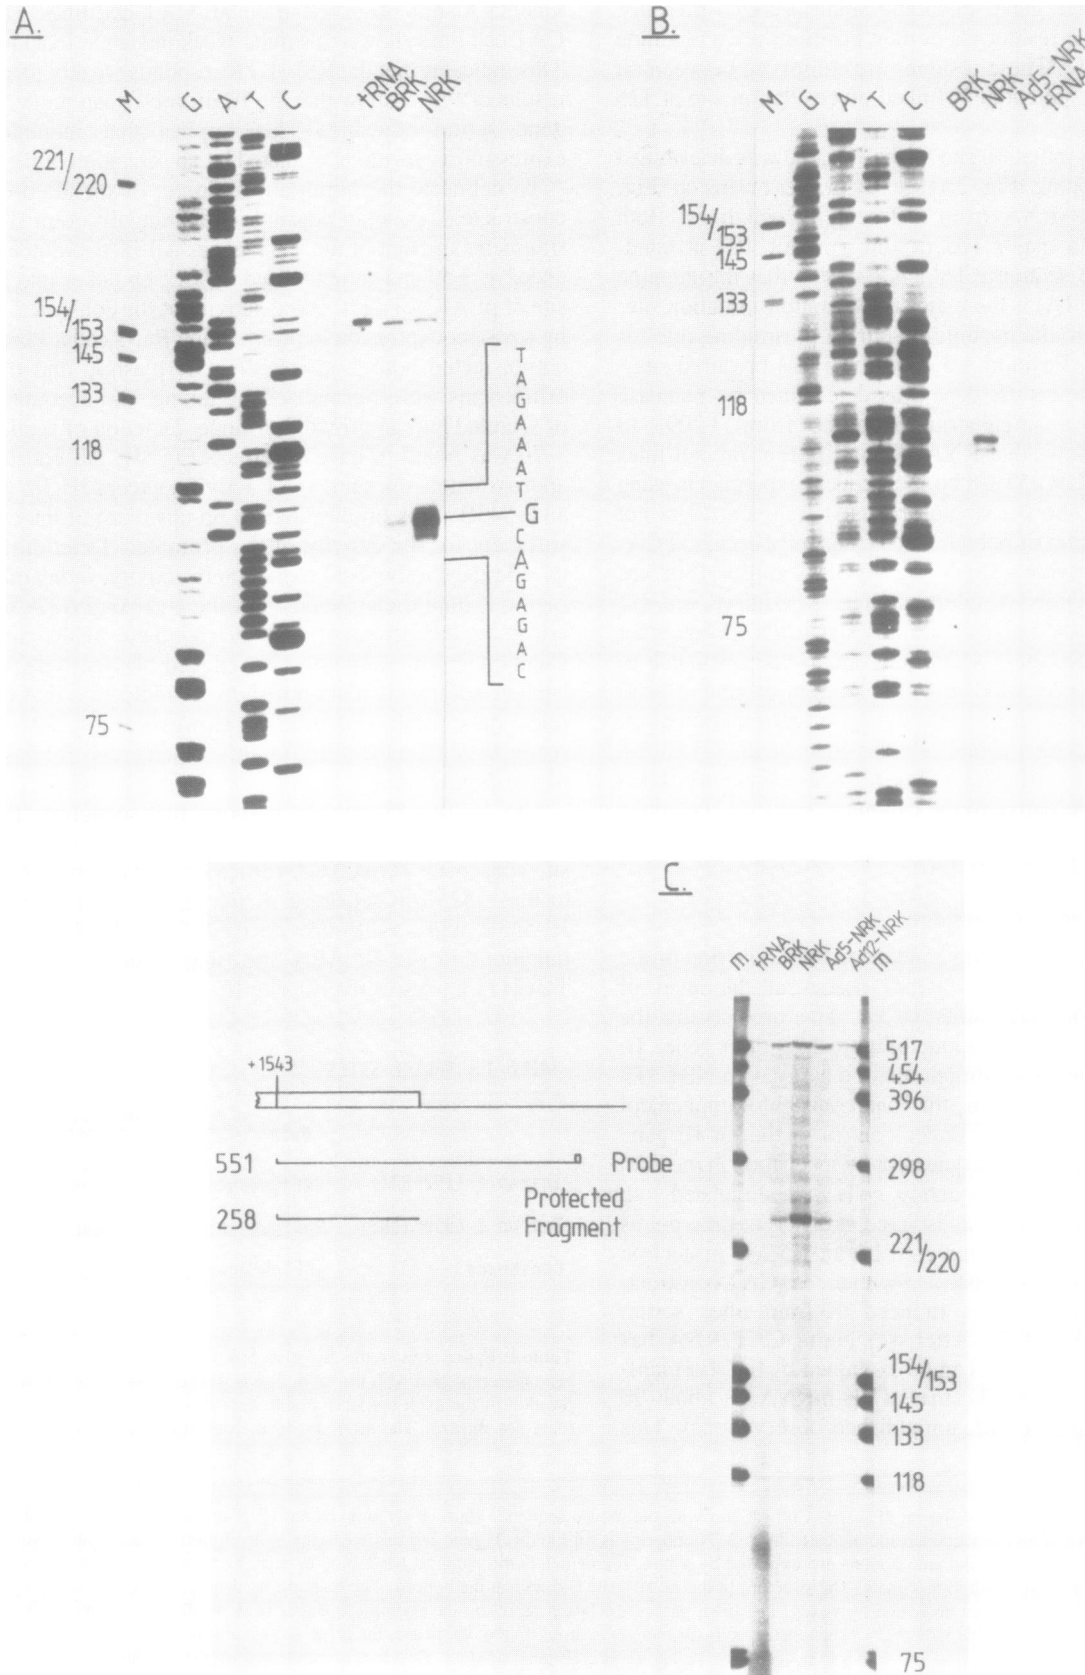 A.
M G A T C tRNA BRK NRK
221/220
154/153
145
133
118
75
T
A
G
A
A
A
A
T
G
C
A
G
A
G
A
C
B.
M G A T C BRK NRK Ad5-NRK tRNA
154/153
145
133
118
75
C.
m tRNA BRK NRK Ad5-NRK Ad12-NRK m
517
454
396
298
221/220
154/153
145
133
118
75
+1543
551 Probe
258 Protected
Fragment